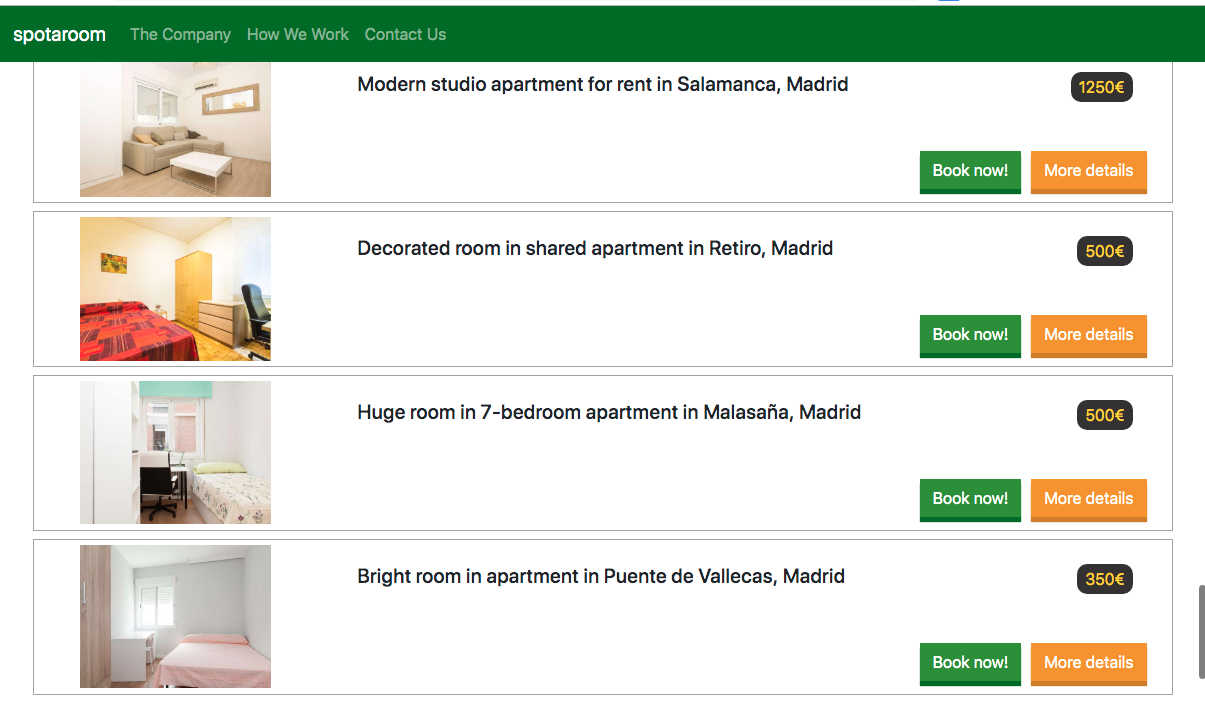 spotaroom The Company How We Work Contact Us
Modern studio apartment for rent in Salamanca, Madrid 1250€
Book now! More details
Decorated room in shared apartment in Retiro, Madrid 500€
Book now! More details
Huge room in 7-bedroom apartment in Malasaña, Madrid 500€
Book now! More details
Bright room in apartment in Puente de Vallecas, Madrid 350€
Book now! More details